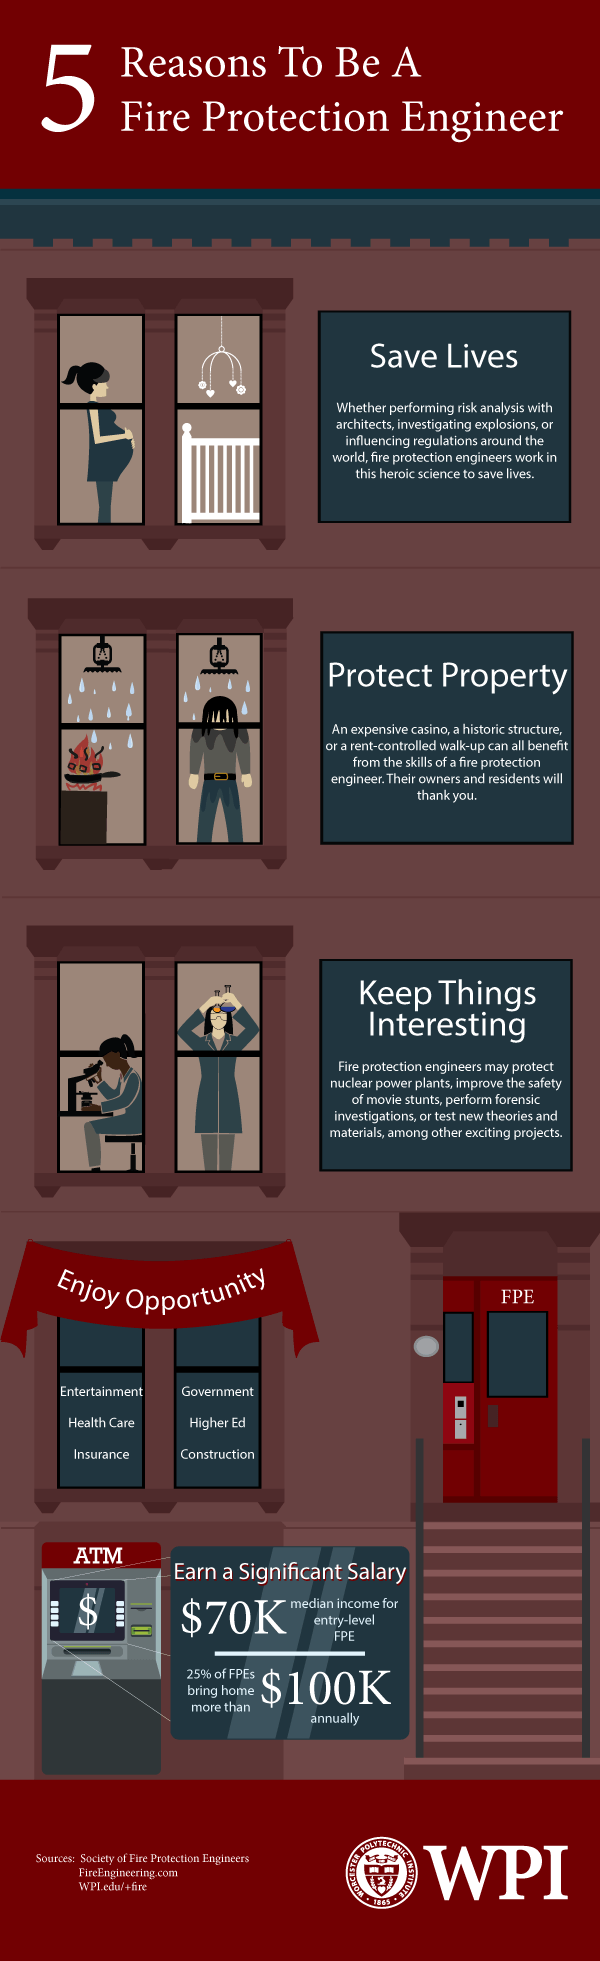 5
Reasons To Be A
Fire Protection Engineer
Save Lives
Whether performing risk analysis with
architects, investigating explosions, or
influencing regulations around the
world, fire protection engineers work in
this heroic science to save lives.
Protect Property
An expensive casino, a historic structure,
or a rent-controlled walk-up can all benefit
from the skills of a fire protection
engineer. Their owners and residents will
thank you.
Keep Things
Interesting
Fire protection engineers may protect
nuclear power plants, improve the safety
of movie stunts, perform forensic
investigations, or test new theories and
materials, among other exciting projects.
Enjoy Opportunity
Entertainment
Health Care
Insurance
Government
Higher Ed
Construction
FPE
ATM
$
Earn a Significant Salary
$70K
median income for
entry-level
FPE
25% of FPEs
bring home
more than
$100K
annually
Sources: Society of Fire Protection Engineers
FireEngineering.com
WPI.edu/+fire
WORCESTER POLYTECHNIC INSTITUTE
1865
WPI